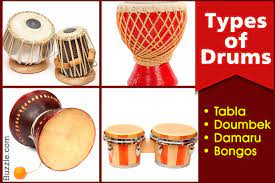 Types
of
Drums
• Tabla
• Doumbek
• Damaru
• Bongos
Buzzle.com